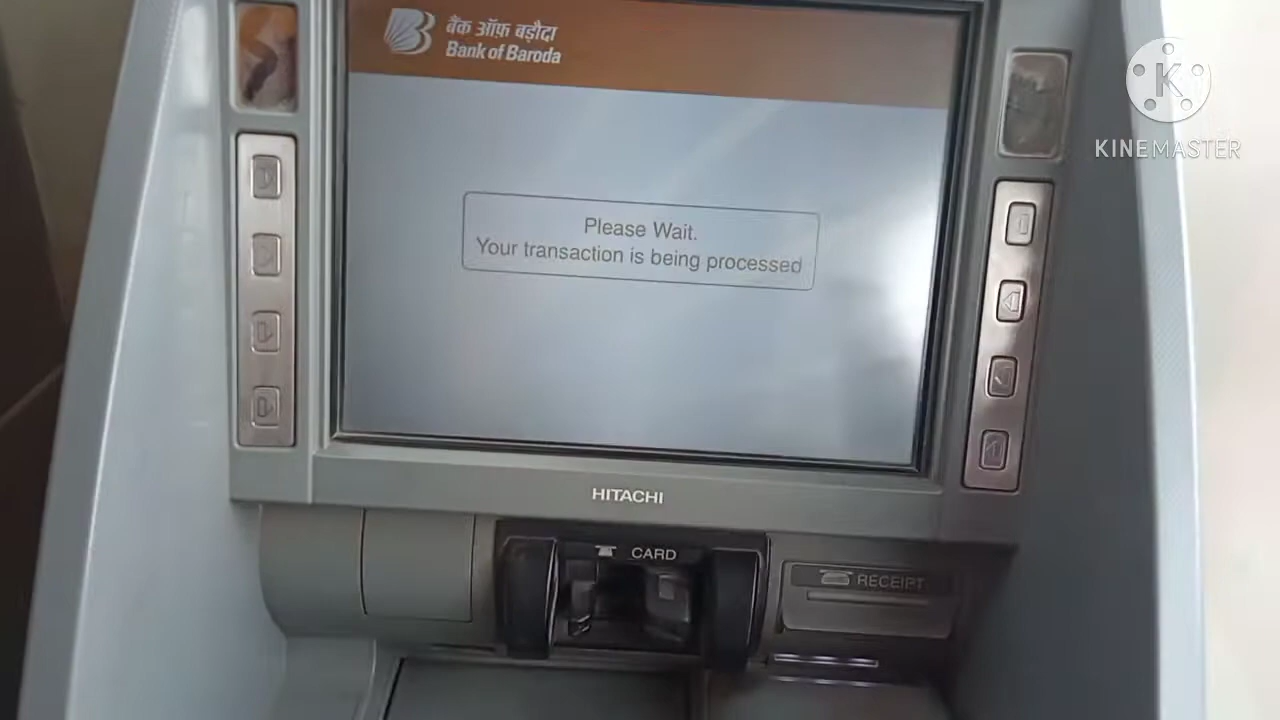 बैंक ऑफ़ बड़ौदा
Bank of Baroda
K
KINEMASTER
Please Wait.
Your transaction is being processed
HITACHI
CARD
RECEIPT